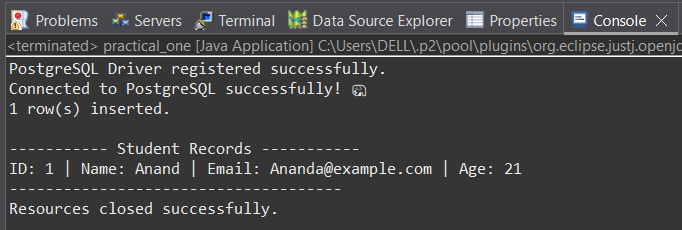 Problems Servers Terminal Data Source Explorer Properties Console
<terminated> practical_one [Java Application] C:\Users\DELL\.p2\pool\plugins\org.eclipse.justj.openjc
PostgreSQL Driver registered successfully.
Connected to PostgreSQL successfully!
1 row(s) inserted.
----------- Student Records -----------
ID: 1 | Name: Anand | Email: Ananda@example.com | Age: 21
----------------------------------
Resources closed successfully.